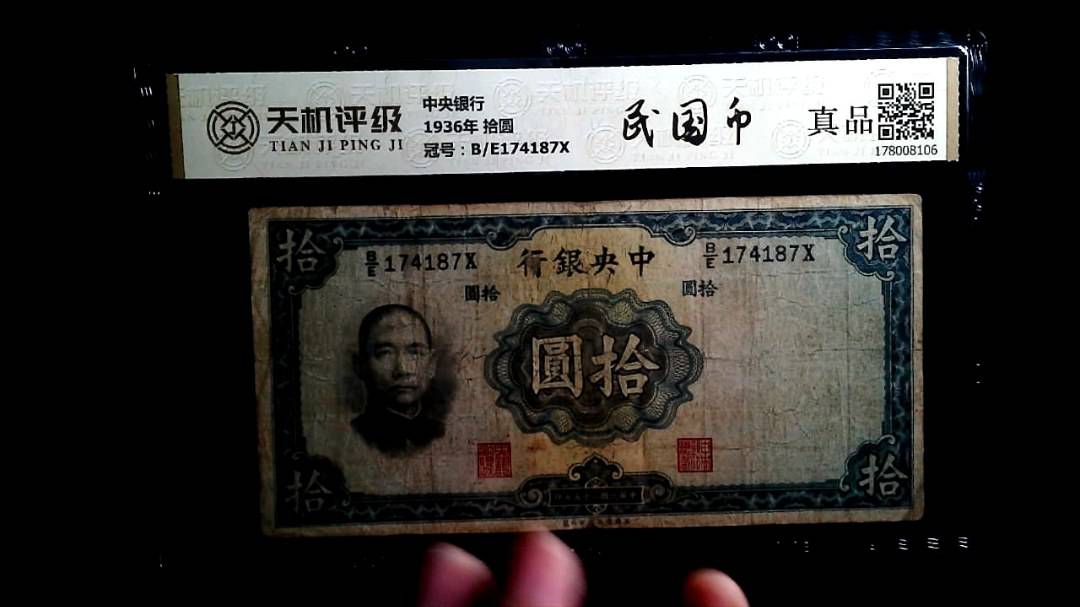 天机评级
TIAN JI PING JI
中央银行
1936年 拾圆
冠号：B/E174187X
民国币
真品
178008106
拾
拾
B/E 174187X
行銀央中
B/E 174187X
圓拾
圓拾
圓拾
拾
拾